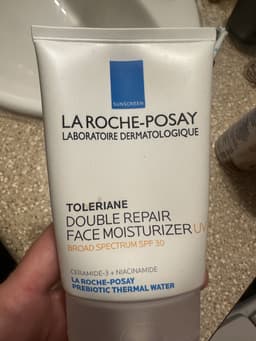 SUNSCREEN
LA ROCHE-POSAY
LABORATOIRE DERMATOLOGIQUE
TOLERIANE
DOUBLE REPAIR
FACE MOISTURIZER UV
BROAD SPECTRUM SPF 30
CERAMIDE-3 + NIACINAMIDE
LA ROCHE-POSAY
PREBIOTIC THERMAL WATER